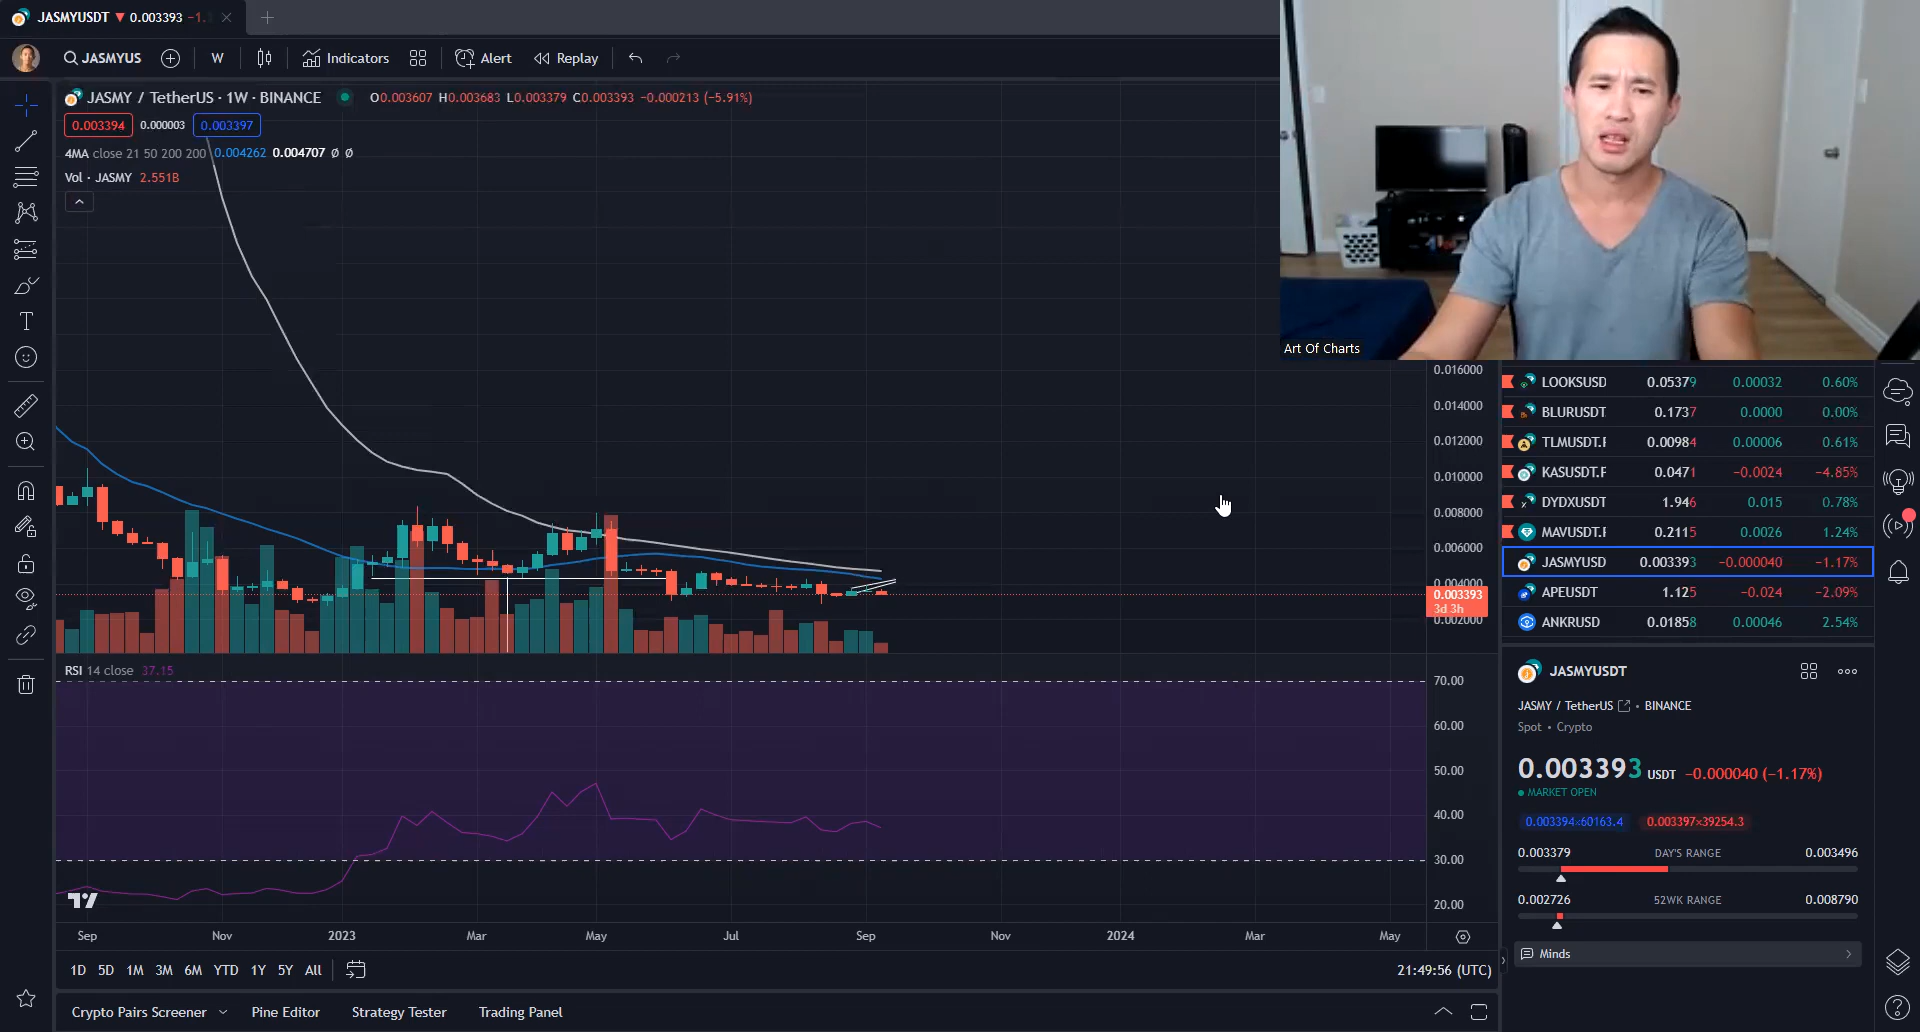 JASMYUSDT ▼ 0.003393 −1.
JASMYUS W Indicators Alert Replay
JASMY / TetherUS · 1W · BINANCE O0.003607 H0.003683 L0.003379 C0.003393 −0.000213 (−5.91%)
0.003394 0.000003 0.003397
4MA close 21 50 200 200 0.004262 0.004707 ∅ ∅
Vol · JASMY 2.551B
Art Of Charts
0.016000
0.014000
0.012000
0.010000
0.008000
0.006000
0.004000
0.003393
3d 3h
0.002000
LOOKSUSD 0.05379 0.00032 0.60%
BLURUSDT 0.1737 0.0000 0.00%
TLMUSDT.F 0.00984 0.00006 0.61%
KASUSDT.F 0.0471 −0.0024 −4.85%
DYDXUSDT 1.946 0.015 0.78%
MAVUSDT.F 0.2115 0.0026 1.24%
JASMYUSD 0.003393 −0.000040 −1.17%
APEUSDT 1.125 −0.024 −2.09%
ANKRUSD 0.01858 0.00046 2.54%
RSI 14 close 37.15
70.00
60.00
50.00
40.00
30.00
20.00
Sep Nov 2023 Mar May Jul Sep Nov 2024 Mar May
1D 5D 1M 3M 6M YTD 1Y 5Y All 21:49:56 (UTC)
Crypto Pairs Screener Pine Editor Strategy Tester Trading Panel
JASMYUSDT
JASMY / TetherUS • BINANCE
Spot • Crypto
0.003393 USDT −0.000040 (−1.17%)
MARKET OPEN
0.003394×60163.4 0.003397×39254.3
0.003379 DAY'S RANGE 0.003496
0.002726 52WK RANGE 0.008790
Minds